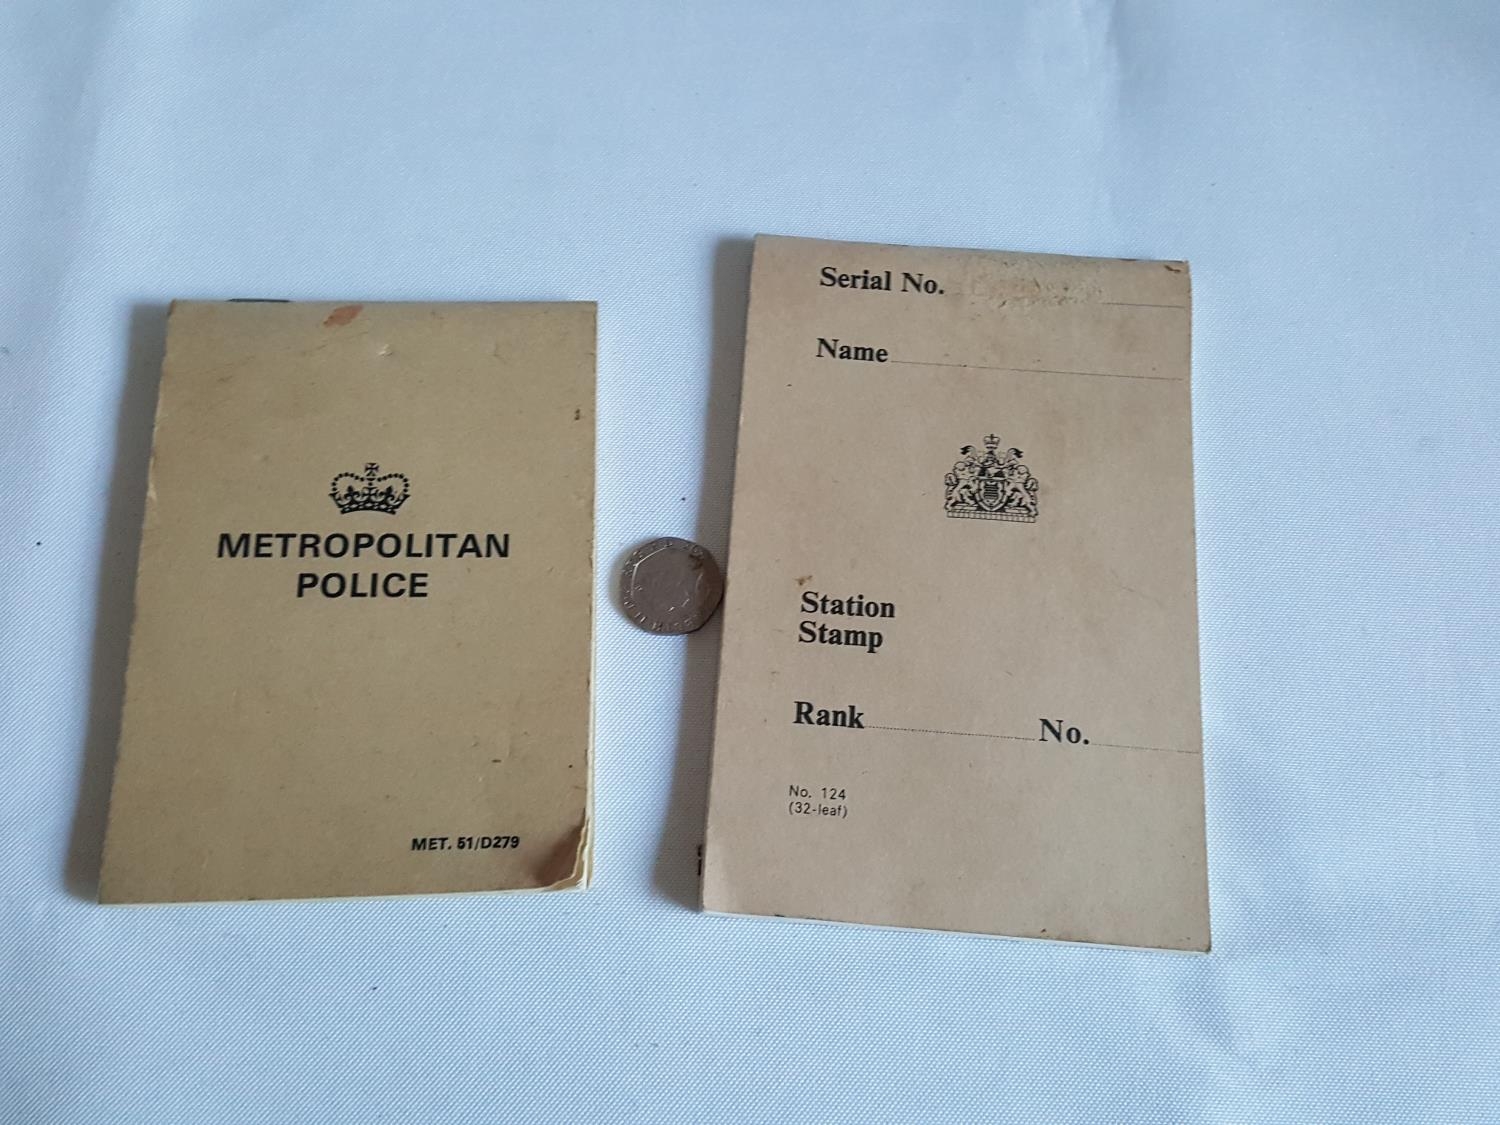 METROPOLITAN
POLICE
MET. 51/D279
Serial No.
Name
Station
Stamp
Rank No.
No. 124
(32-leaf)